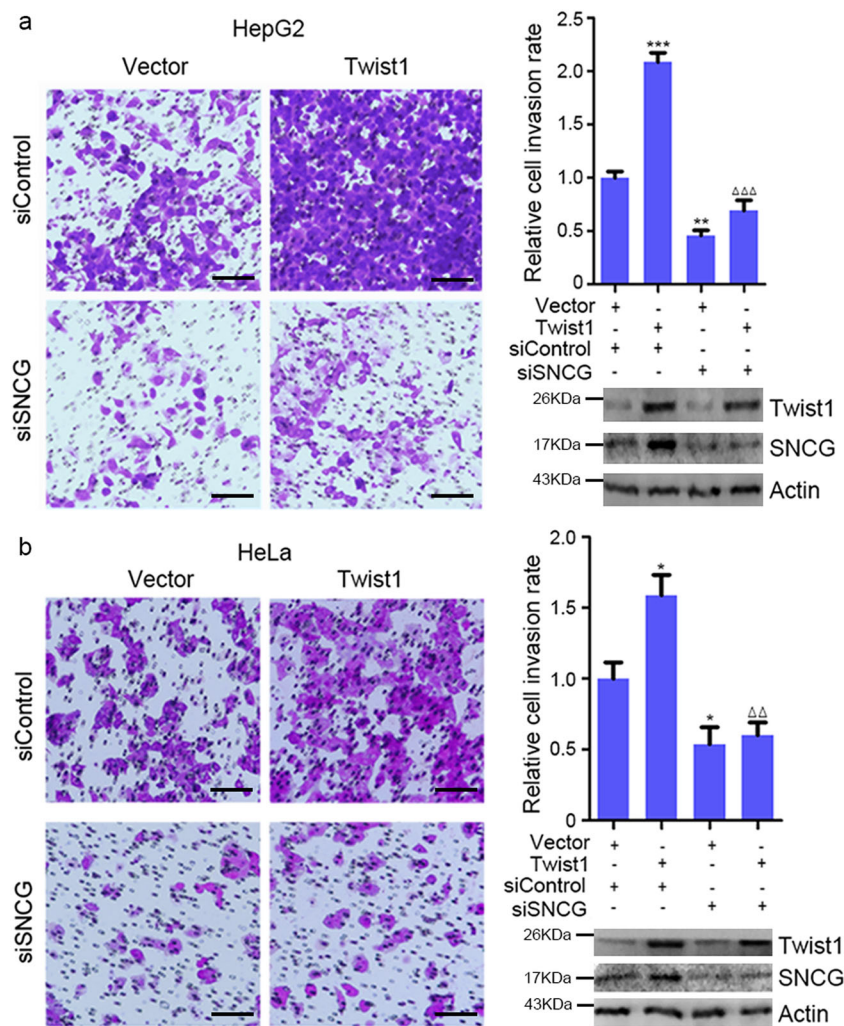 a
HepG2
Vector Twist1
siControl
siSNCG
Relative cell invasion rate
2.5
2.0
1.5
1.0
0.5
0
***
**
ΔΔΔ
Vector + - + -
Twist1 - + - +
siControl + + - -
siSNCG - - + +
26KDa Twist1
17KDa SNCG
43KDa Actin
b
HeLa
Vector Twist1
siControl
siSNCG
Relative cell invasion rate
2.0
1.5
1.0
0.5
0
*
*
ΔΔ
Vector + - + -
Twist1 - + - +
siControl + + - -
siSNCG - - + +
26KDa Twist1
17KDa SNCG
43KDa Actin